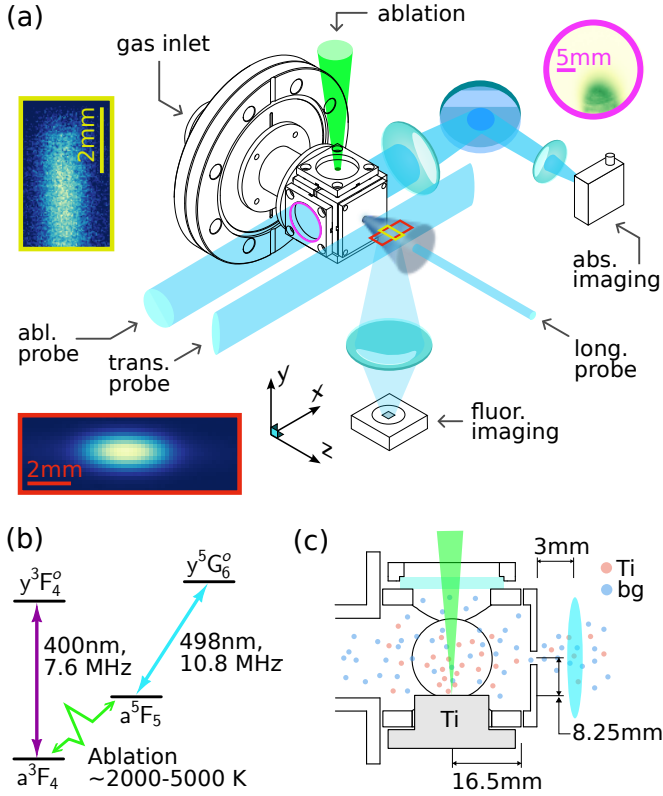 (a)
ablation
gas inlet
5mm
2mm
abs.
imaging
abl.
probe
trans.
probe
long.
probe
y
x
z
fluor.
imaging
2mm
(b)
y³F₄ᵒ
y⁵G₆ᵒ
400nm,
7.6 MHz
498nm,
10.8 MHz
a⁵F₅
a³F₄
Ablation
~2000-5000 K
(c)
3mm
Ti
bg
Ti
8.25mm
16.5mm